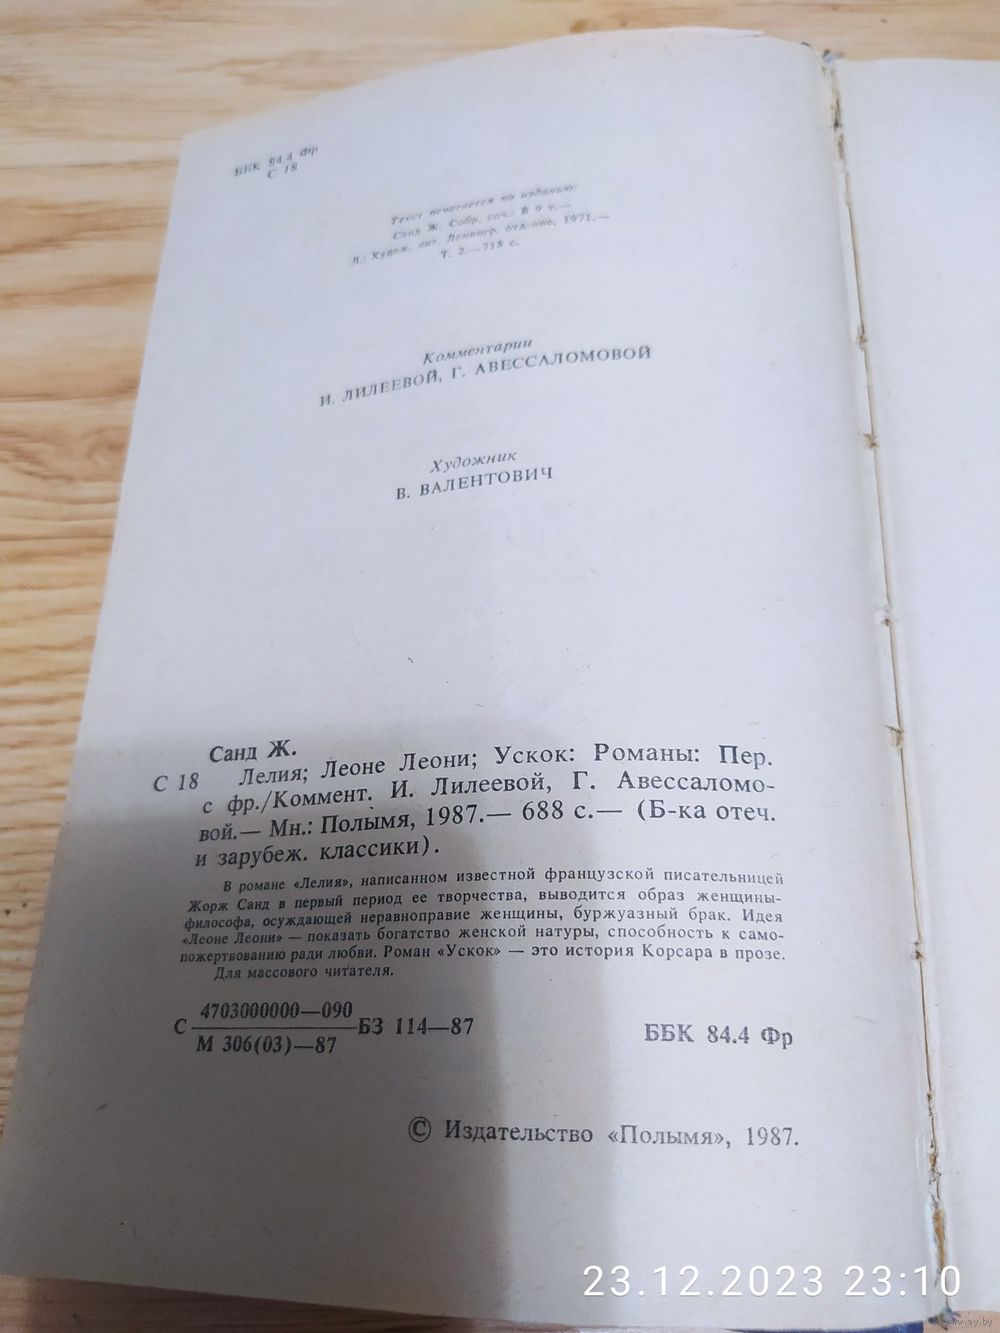 ББК 84.4 Фр
С 18
Текст печатается по изданию:
Санд Ж. Собр. соч.: В 9 т.—
Л.: Худож. лит. Ленингр. отд-ние, 1971.—
Т. 2.—718 с.
Комментарии
И. ЛИЛЕЕВОЙ, Г. АВЕССАЛОМОВОЙ
Художник
В. ВАЛЕНТОВИЧ
Санд Ж.
С 18 Лелия; Леоне Леони; Ускок: Романы: Пер.
с фр./Коммент. И. Лилеевой, Г. Авессаломо-
вой.— Мн.: Полымя, 1987.— 688 с.— (Б-ка отеч.
и зарубеж. классики).
В романе «Лелия», написанном известной французской писательницей
Жорж Санд в первый период ее творчества, выводится образ женщины-
философа, осуждающей неравноправие женщины, буржуазный брак. Идея
«Леоне Леони» — показать богатство женской натуры, способность к само-
пожертвованию ради любви. Роман «Ускок» — это история Корсара в прозе.
Для массового читателя.
С 4703000000—090 БЗ 114—87
М 306(03)—87
ББК 84.4 Фр
© Издательство «Полымя», 1987.
23.12.2023 23:10
www.ay.by